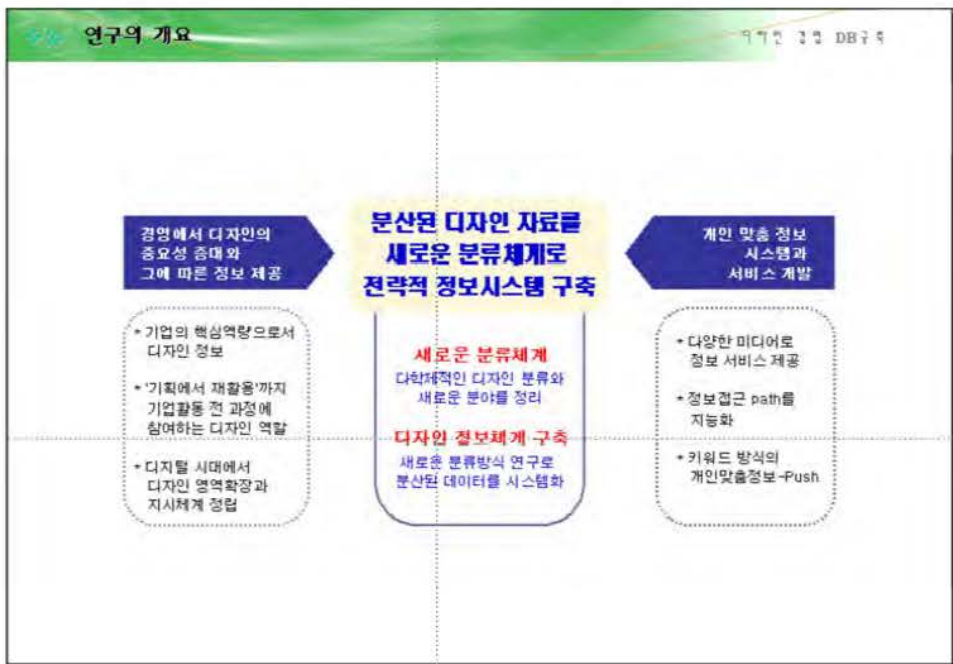 연구의 개요
디자인 경영 DB구축
경영에서 디자인의
중요성 증대와
그에 따른 정보 제공
* 기업의 핵심역량으로서
디자인 정보
* '기획에서 재활용'까지
기업활동 전 과정에
참여하는 디자인 역할
* 디지털 시대에서
디자인 영역확장과
지시체계 정립
분산된 디자인 자료를
새로운 분류체계로
전략적 정보시스템 구축
새로운 분류체계
다학제적인 디자인 분류와
새로운 분야를 정리
디자인 정보체계 구축
새로운 분류방식 연구로
분산된 데이터를 시스템화
개인 맞춤 정보
시스템과
서비스 개발
* 다양한 미디어로
정보 서비스 제공
* 정보접근 path를
지능화
* 키워드 방식의
개인맞춤정보-Push